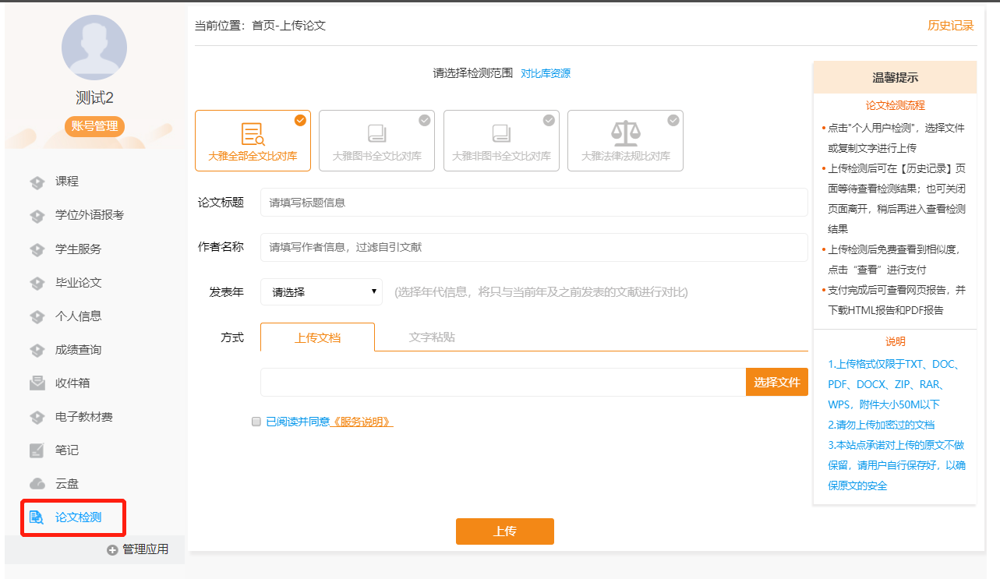 测试2
账号管理
课程
学位外语报考
学生服务
毕业论文
个人信息
成绩查询
收件箱
电子教材费
笔记
云盘
论文检测
管理应用
当前位置：首页-上传论文
历史记录
请选择检测范围 对比库资源
大雅全部全文比对库
大雅图书全文比对库
大雅非图书全文比对库
大雅法律法规比对库
论文标题 请填写标题信息
作者名称 请填写作者信息，过滤自引文献
发表年 请选择 (选择年代信息，将只与当前年及之前发表的文献进行对比)
方式 上传文档 文字粘贴
选择文件
已阅读并同意《服务说明》
上传
温馨提示
论文检测流程
点击"个人用户检测"，选择文件
或复制文字进行上传
上传检测后可在【历史记录】页
面等待查看检测结果；也可关闭
页面离开，稍后再进入查看检测
结果
上传检测后免费查看到相似度，
点击“查看”进行支付
支付完成后可查看网页报告，并
下载HTML报告和PDF报告
说明
1.上传格式仅限于TXT、DOC、
PDF、DOCX、ZIP、RAR、
WPS，附件大小50M以下
2.请勿上传加密过的文档
3.本站点承诺对上传的原文不做
保留，请用户自行保存好，以确
保原文的安全